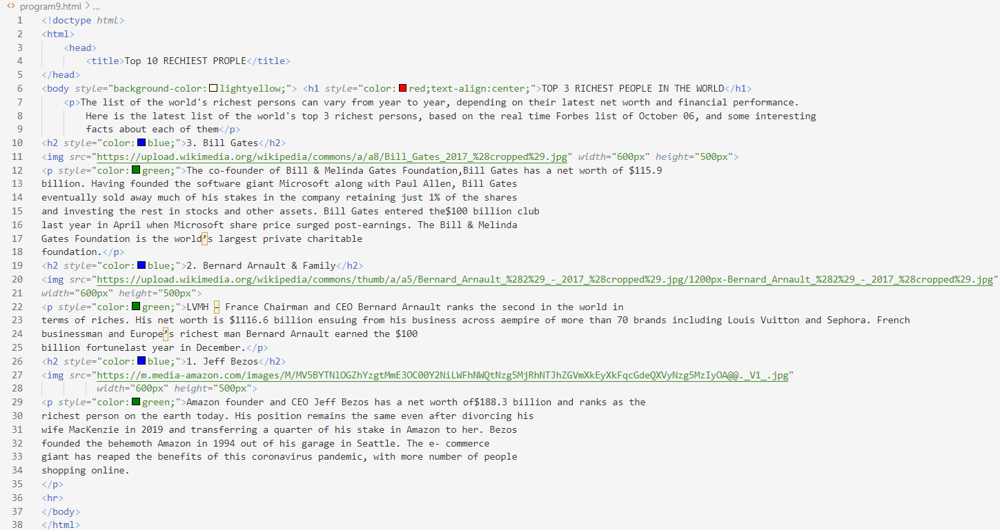 <> program9.html > ...
1 <!doctype html>
2 <html>
3 <head>
4 <title>Top 10 RECHIEST PROPLE</title>
5 </head>
6 <body style="background-color:lightyellow;"> <h1 style="color:red;text-align:center;">TOP 3 RICHEST PEOPLE IN THE WORLD</h1>
7 <p>The list of the world's richest persons can vary from year to year, depending on their latest net worth and financial performance.
8 Here is the latest list of the world's top 3 richest persons, based on the real time Forbes list of October 06, and some interesting
9 facts about each of them</p>
10 <h2 style="color:blue;">3. Bill Gates</h2>
11 <img src="https://upload.wikimedia.org/wikipedia/commons/a/a8/Bill_Gates_2017_%28cropped%29.jpg" width="600px" height="500px">
12 <p style="color:green;">The co-founder of Bill & Melinda Gates Foundation,Bill Gates has a net worth of $115.9
13 billion. Having founded the software giant Microsoft along with Paul Allen, Bill Gates
14 eventually sold away much of his stakes in the company retaining just 1% of the shares
15 and investing the rest in stocks and other assets. Bill Gates entered the$100 billion club
16 last year in April when Microsoft share price surged post-earnings. The Bill & Melinda
17 Gates Foundation is the world’s largest private charitable
18 foundation.</p>
19 <h2 style="color:blue;">2. Bernard Arnault & Family</h2>
20 <img src="https://upload.wikimedia.org/wikipedia/commons/thumb/a/a5/Bernard_Arnault_%282%29_-_2017_%28cropped%29.jpg/1200px-Bernard_Arnault_%282%29_-_2017_%28cropped%29.jpg"
21 width="600px" height="500px">
22 <p style="color:green;">LVMH – France Chairman and CEO Bernard Arnault ranks the second in the world in
23 terms of riches. His net worth is $1116.6 billion ensuing from his business across aempire of more than 70 brands including Louis Vuitton and Sephora. French
24 businessman and Europe’s richest man Bernard Arnault earned the $100
25 billion fortunelast year in December.</p>
26 <h2 style="color:blue;">1. Jeff Bezos</h2>
27 <img src="https://m.media-amazon.com/images/M/MV5BYTNlOGZhYzgtMmE3OC00Y2NiLWFhNWQtNzg5MjRhNTJhZGVmXkEyXkFqcGdeQXVyNzg5MzIyOA@@._V1_.jpg"
28 width="600px" height="500px">
29 <p style="color:green;">Amazon founder and CEO Jeff Bezos has a net worth of$188.3 billion and ranks as the
30 richest person on the earth today. His position remains the same even after divorcing his
31 wife MacKenzie in 2019 and transferring a quarter of his stake in Amazon to her. Bezos
32 founded the behemoth Amazon in 1994 out of his garage in Seattle. The e- commerce
33 giant has reaped the benefits of this coronavirus pandemic, with more number of people
34 shopping online.
35 </p>
36 <hr>
37 </body>
38 </html>